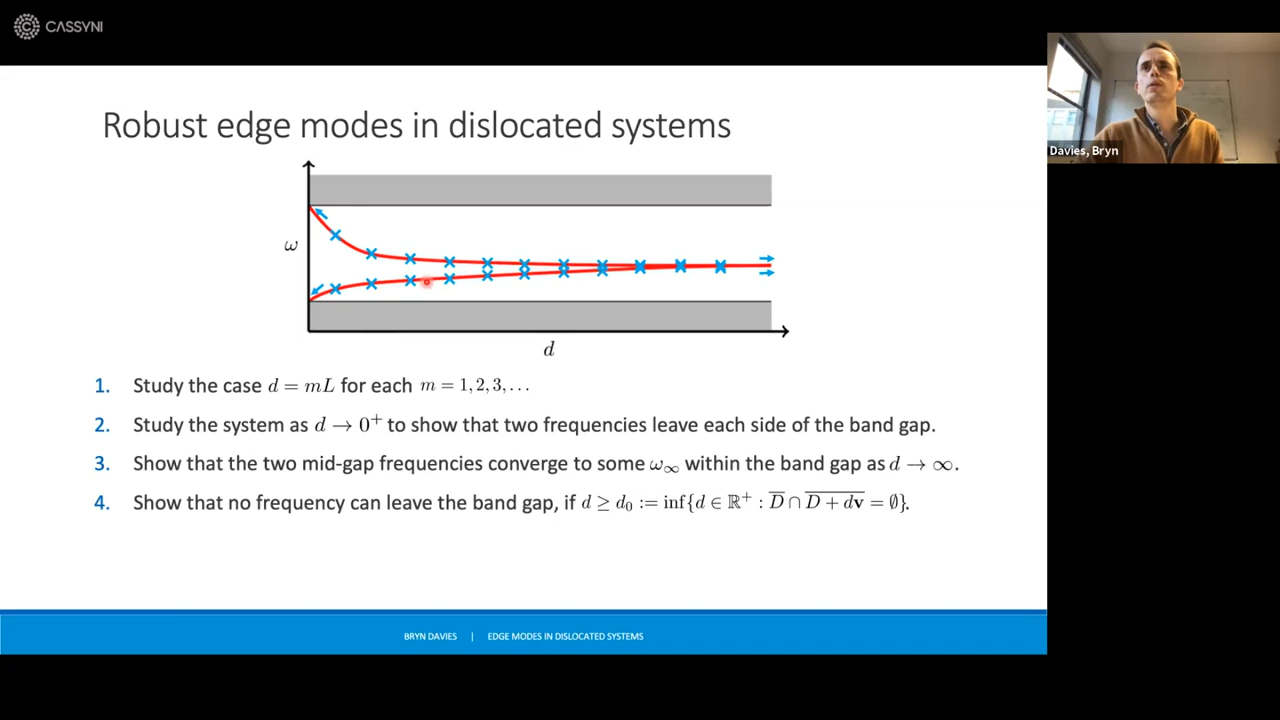 CASSYNI
Robust edge modes in dislocated systems
ω
d
1. Study the case d = mL for each m = 1, 2, 3, . . .
2. Study the system as d → 0⁺ to show that two frequencies leave each side of the band gap.
3. Show that the two mid-gap frequencies converge to some ω∞ within the band gap as d → ∞.
4. Show that no frequency can leave the band gap, if d ≥ d₀ := inf{d ∈ ℝ⁺ : D̅ ∩ D̅ ̅+̅ ̅d̅𝐯̅ = ∅}.
BRYN DAVIES | EDGE MODES IN DISLOCATED SYSTEMS
Davies, Bryn